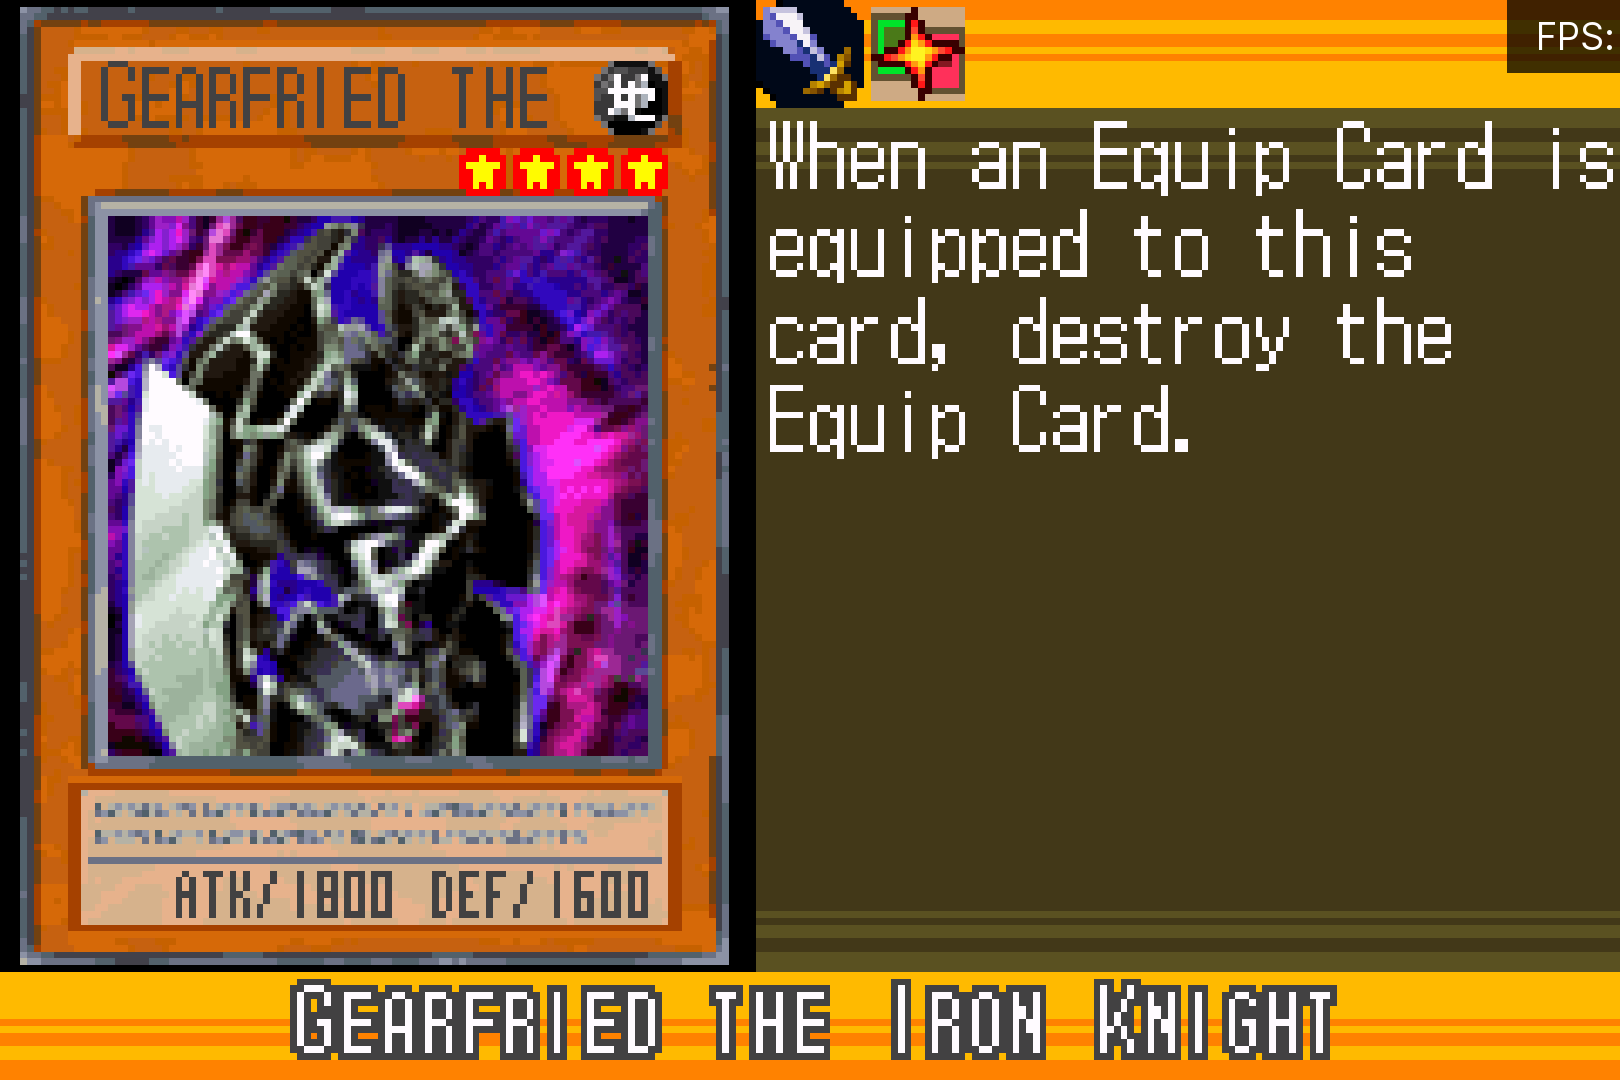 GEARFRIED THE
ATK/1800 DEF/1600
FPS:
When an Equip Card is
equipped to this
card, destroy the
Equip Card.
GEARFRIED THE IRON KNIGHT